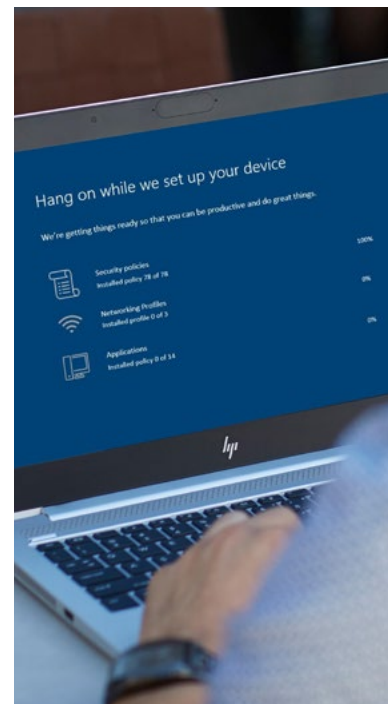 Hang on while we set up your device
We're getting things ready so that you can be productive and do great things.
Security policies
Installed policy 78 of 78
100%
Networking Profiles
Installed profile 0 of 3
0%
Applications
Installed policy 0 of 14
0%
hp